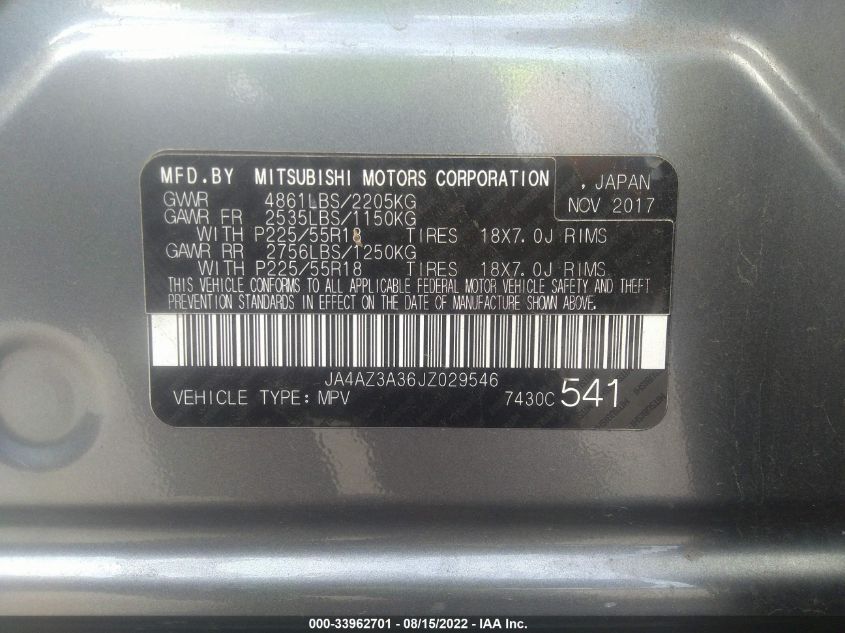 MFD.BY MITSUBISHI MOTORS CORPORATION , JAPAN
GVWR 4861LBS/2205KG NOV 2017
GAWR FR 2535LBS/1150KG
WITH P225/55R18 TIRES 18X7.0J RIMS
GAWR RR 2756LBS/1250KG
WITH P225/55R18 TIRES 18X7.0J RIMS
THIS VEHICLE CONFORMS TO ALL APPLICABLE FEDERAL MOTOR VEHICLE SAFETY AND THEFT
PREVENTION STANDARDS IN EFFECT ON THE DATE OF MANUFACTURE SHOWN ABOVE.
JA4AZ3A36JZ029546
VEHICLE TYPE: MPV 7430C 541
000-33962701 - 08/15/2022 - IAA Inc.